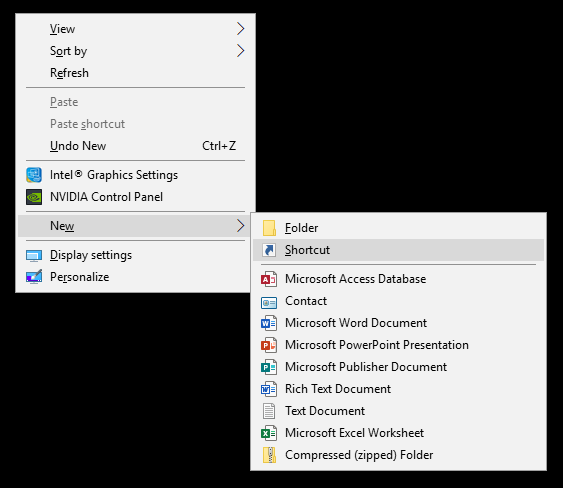 View
Sort by
Refresh
Paste
Paste shortcut
Undo New Ctrl+Z
Intel® Graphics Settings
NVIDIA Control Panel
New
Display settings
Personalize
Folder
Shortcut
Microsoft Access Database
Contact
Microsoft Word Document
Microsoft PowerPoint Presentation
Microsoft Publisher Document
Rich Text Document
Text Document
Microsoft Excel Worksheet
Compressed (zipped) Folder